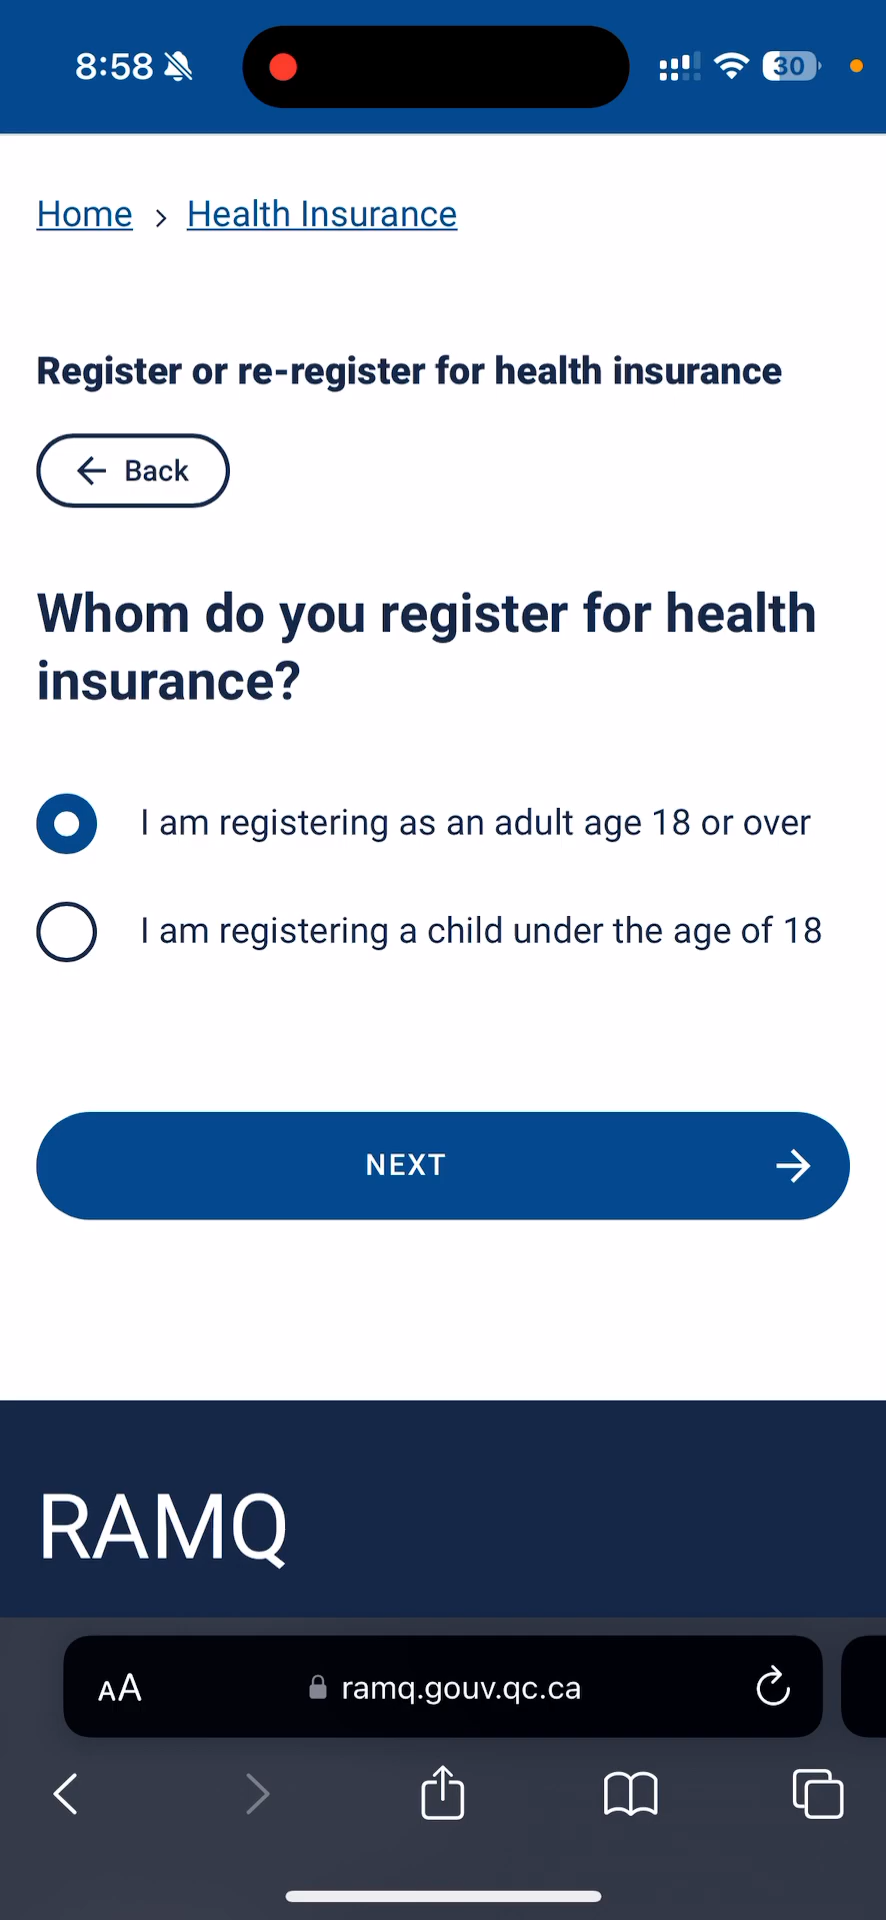 8:58
30
Home › Health Insurance
Register or re-register for health insurance
← Back
Whom do you register for health
insurance?
I am registering as an adult age 18 or over
I am registering a child under the age of 18
NEXT →
RAMQ
AA ramq.gouv.qc.ca